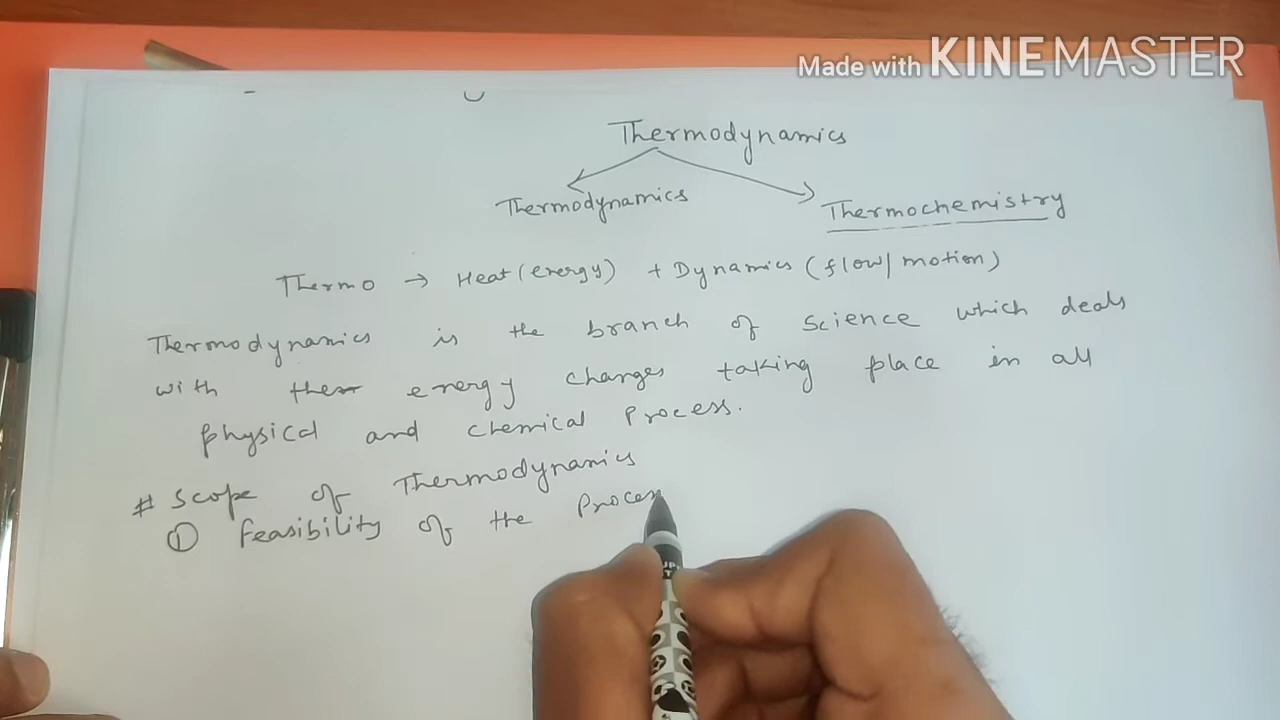 Made with KINEMASTER
Thermodynamics
Thermodynamics Thermochemistry
Thermo → Heat (energy) + Dynamics (flow/motion)
Thermodynamics is the branch of science which deals
with the energy changes taking place in all
physical and chemical process.
# Scope of Thermodynamics
① Feasibility of the Proces